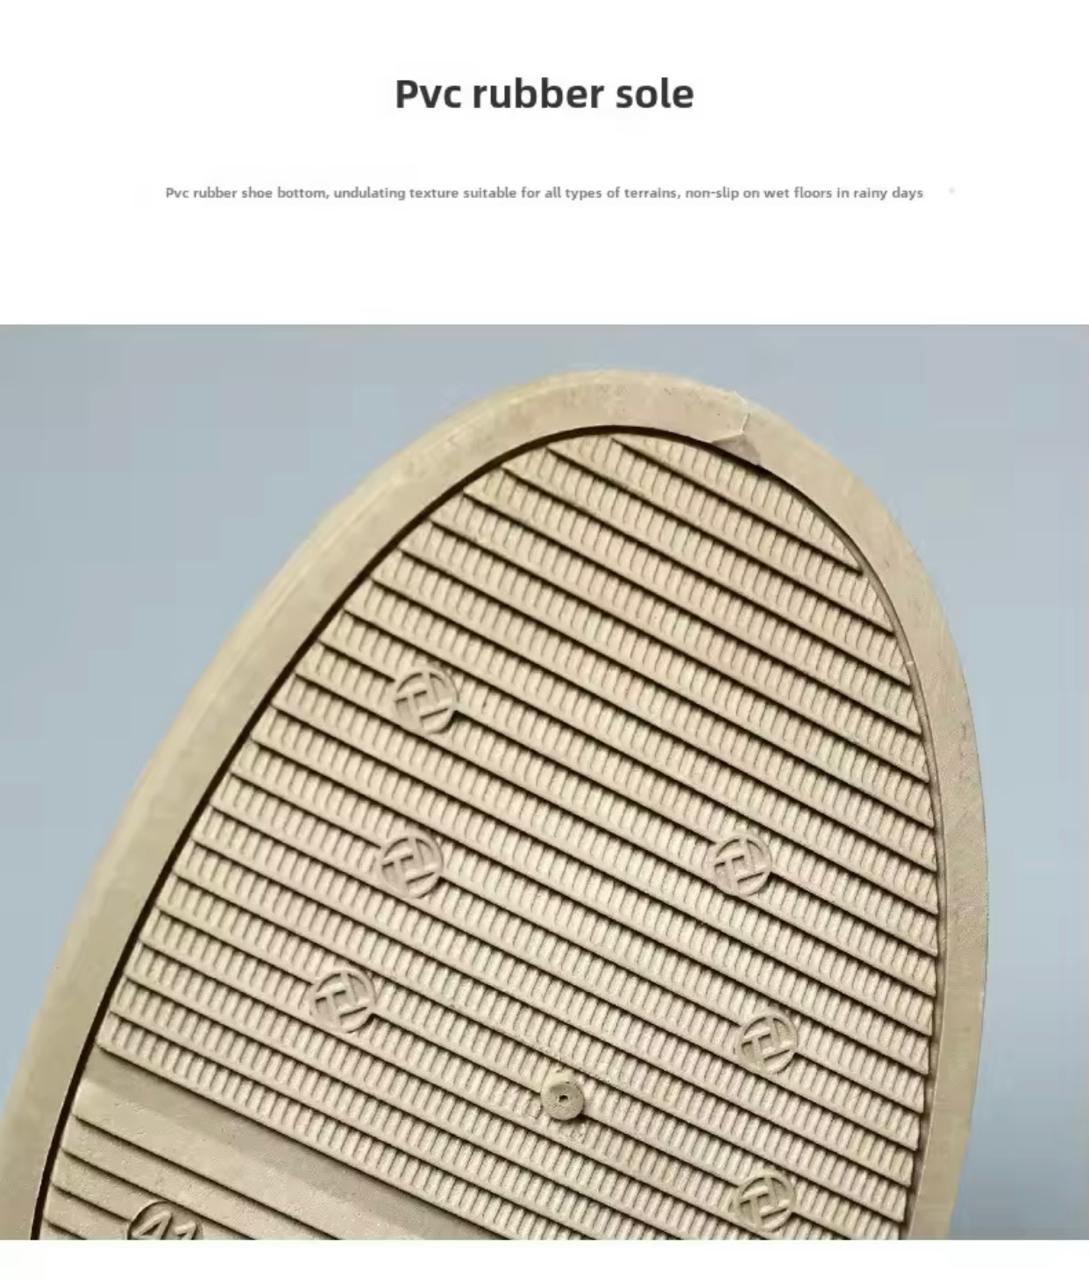 Pvc rubber sole
Pvc rubber shoe bottom, undulating texture suitable for all types of terrains, non-slip on wet floors in rainy days
41